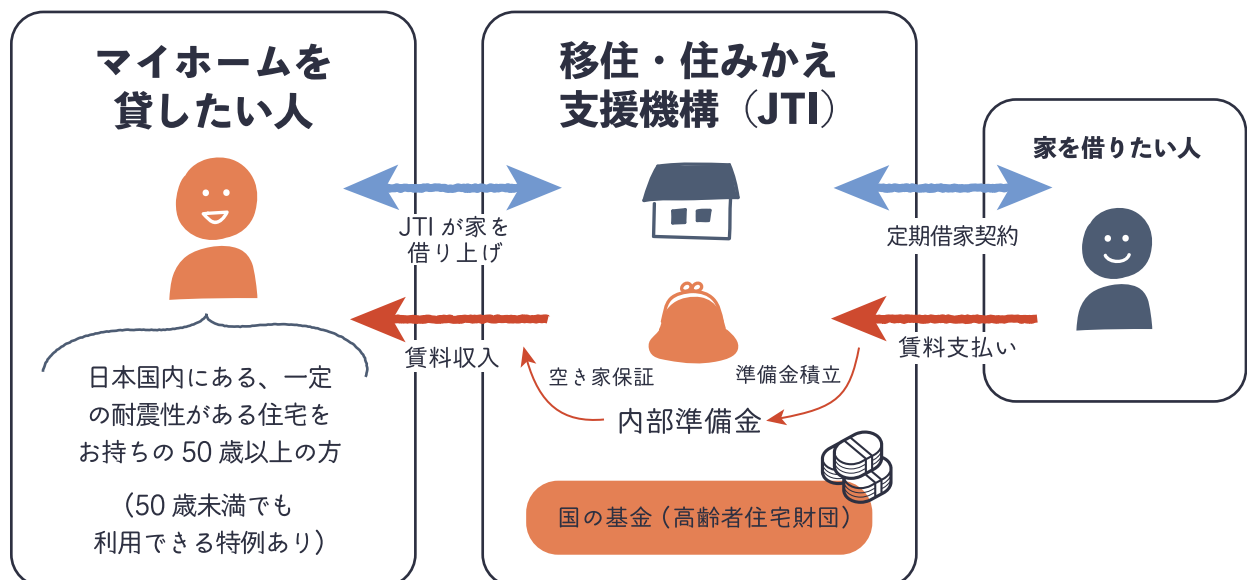 マイホームを
貸したい人
JTI が家を
借り上げ
賃料収入
日本国内にある、一定
の耐震性がある住宅を
お持ちの 50 歳以上の方
（50 歳未満でも
利用できる特例あり）
移住・住みかえ
支援機構（JTI）
空き家保証
準備金積立
内部準備金
国の基金（高齢者住宅財団）
定期借家契約
賃料支払い
家を借りたい人